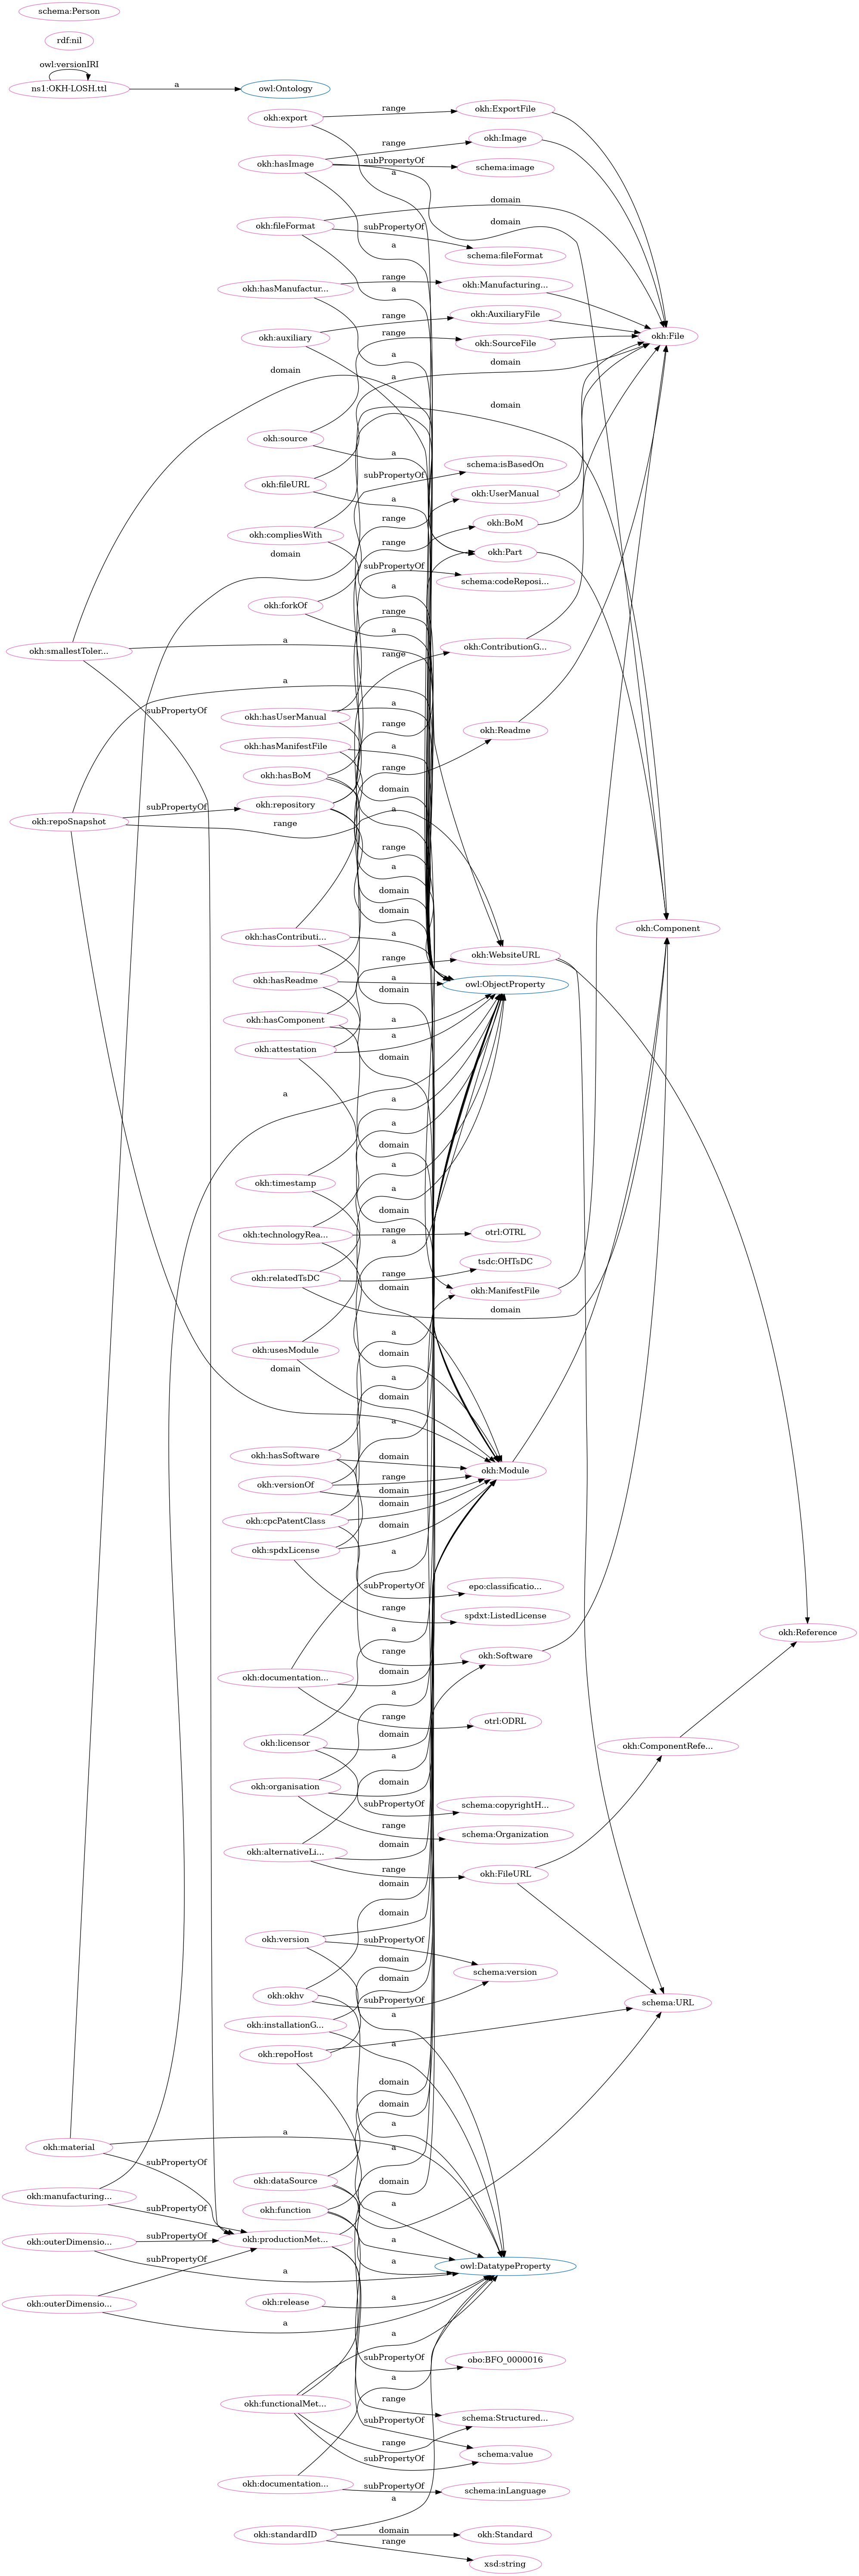 schema:Person
rdf:nil
owl:versionIRI
ns1:OKH-LOSH.ttl
a
owl:Ontology
okh:export
range
okh:ExportFile
okh:hasImage
range
okh:Image
subPropertyOf
schema:image
a
domain
okh:fileFormat
domain
subPropertyOf
schema:fileFormat
a
okh:hasManufactur...
range
okh:Manufacturing...
a
okh:auxiliary
range
okh:AuxiliaryFile
range
okh:SourceFile
okh:File
a
domain
domain
a
domain
okh:source
a
schema:isBasedOn
subPropertyOf
okh:fileURL
okh:UserManual
a
range
okh:BoM
okh:compliesWith
range
okh:Part
domain
subPropertyOf
schema:codeReposi...
a
okh:forkOf
range
a
okh:ContributionG...
okh:smallestToler...
a
range
a
subPropertyOf
okh:hasUserManual
a
range
okh:Readme
okh:hasManifestFile
a
range
okh:hasBoM
domain
okh:repository
a
subPropertyOf
okh:repoSnapshot
range
range
a
domain
domain
okh:Component
okh:hasContributi...
a
okh:WebsiteURL
range
okh:hasReadme
a
owl:ObjectProperty
domain
okh:hasComponent
a
okh:attestation
a
domain
a
a
a
domain
a
okh:timestamp
a
domain
okh:technologyRea...
range
otrl:OTRL
a
tsdc:OHTsDC
okh:relatedTsDC
range
domain
okh:ManifestFile
domain
okh:usesModule
a
domain
domain
a
domain
a
okh:hasSoftware
domain
okh:Module
okh:versionOf
range
domain
okh:cpcPatentClass
domain
domain
okh:spdxLicense
a
subPropertyOf
epo:classificatio...
range
spdxt:ListedLicense
a
okh:Reference
range
okh:Software
okh:documentation...
domain
a
range
otrl:ODRL
okh:licensor
domain
okh:ComponentRefe...
a
okh:organisation
domain
subPropertyOf
schema:copyrightH...
range
schema:Organization
okh:alternativeLi...
domain
range
okh:FileURL
domain
domain
okh:version
subPropertyOf
schema:version
domain
domain
okh:okhv
subPropertyOf
schema:URL
a
okh:installationG...
a
okh:repoHost
domain
domain
a
okh:material
a
a
subPropertyOf
okh:dataSource
domain
okh:manufacturing...
a
subPropertyOf
okh:function
subPropertyOf
okh:outerDimensio...
okh:productionMet...
a
subPropertyOf
a
a
owl:DatatypeProperty
okh:outerDimensio...
okh:release
a
a
a
subPropertyOf
obo:BFO_0000016
a
range
okh:functionalMet...
schema:Structured...
subPropertyOf
range
schema:value
subPropertyOf
okh:documentation...
subPropertyOf
schema:inLanguage
a
okh:standardID
domain
okh:Standard
range
xsd:string